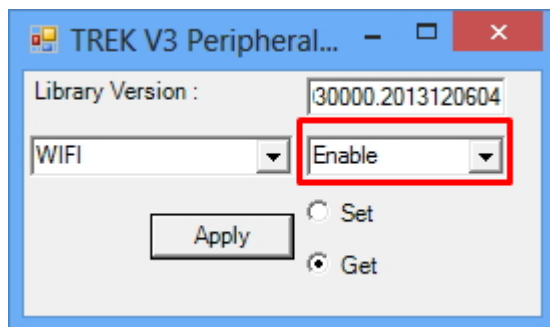 TREK V3 Peripheral...
Library Version :
30000.2013120604
WIFI
Enable
Set
Apply
Get